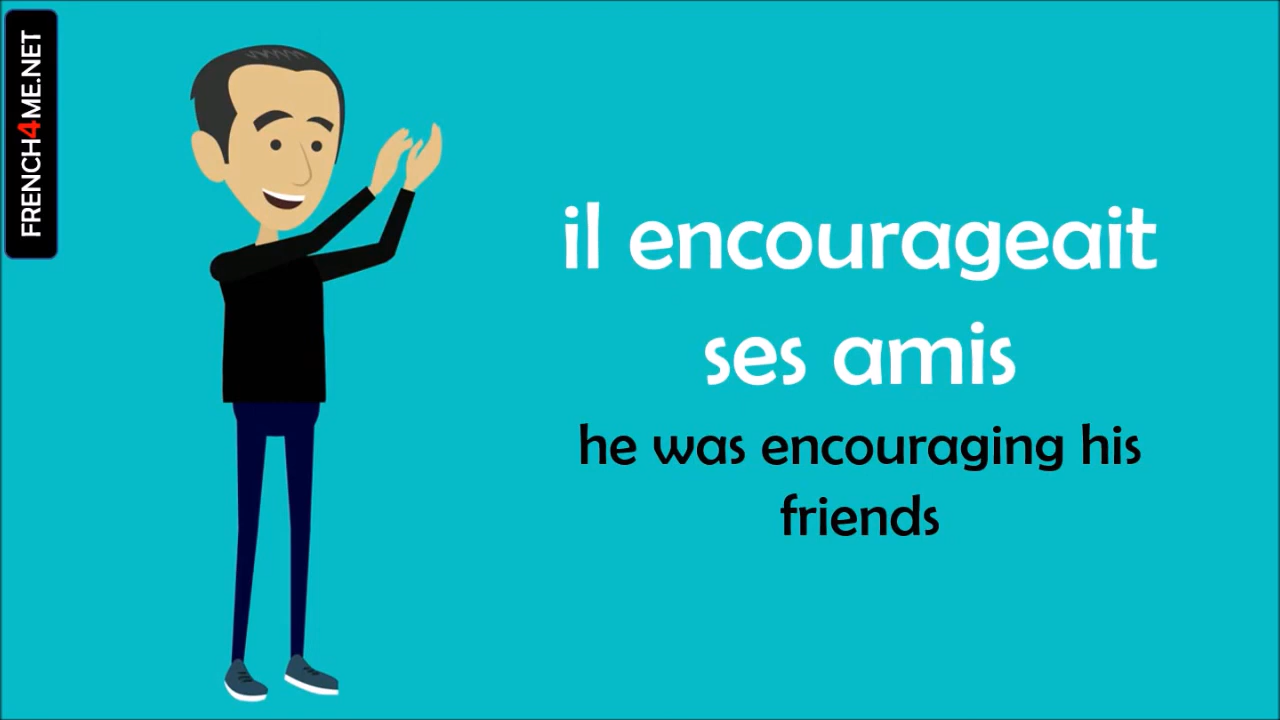 FRENCH4ME.NET
il encourageait
ses amis
he was encouraging his
friends